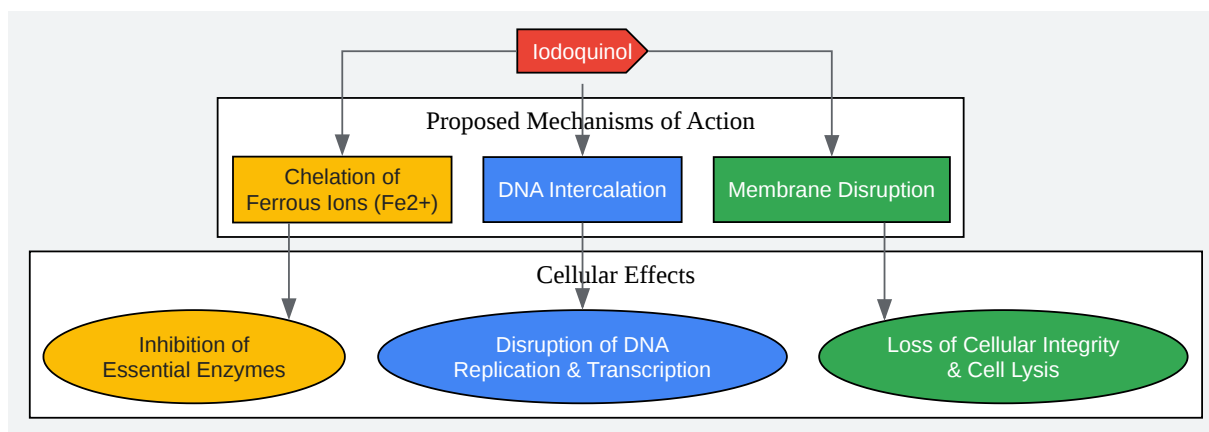 Iodoquinol
Proposed Mechanisms of Action
Chelation of
Ferrous Ions (Fe2+)
DNA Intercalation
Membrane Disruption
Cellular Effects
Inhibition of
Essential Enzymes
Disruption of DNA
Replication & Transcription
Loss of Cellular Integrity
& Cell Lysis